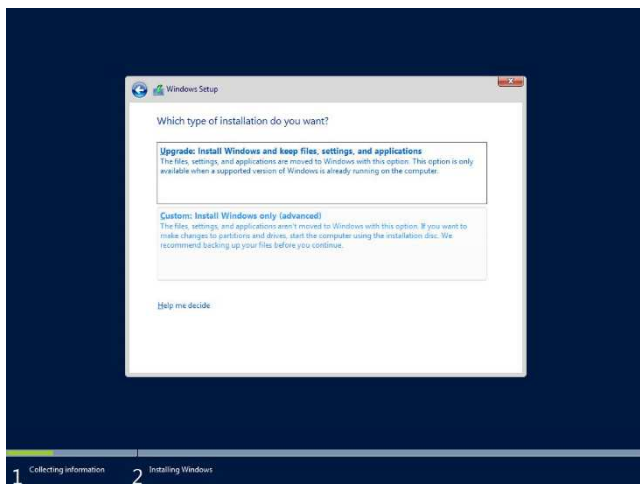 Windows Setup
Which type of installation do you want?
Upgrade: Install Windows and keep files, settings, and applications
The files, settings, and applications are moved to Windows with this option. This option is only
available when a supported version of Windows is already running on the computer.
Custom: Install Windows only (advanced)
The files, settings, and applications aren't moved to Windows with this option. If you want to
make changes to partitions and drives, start the computer using the installation disc. We
recommend backing up your files before you continue.
Help me decide
1 Collecting information 2 Installing Windows